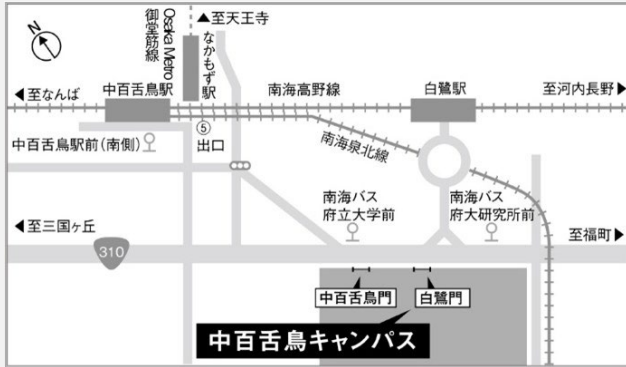 N
▲至天王寺
Osaka Metro
御堂筋線
なかもず駅
◀至なんば
中百舌鳥駅
南海高野線
白鷺駅
至河内長野▶
⑤
出口
中百舌鳥駅前(南側)
南海泉北線
南海バス
府立大学前
南海バス
府大研究所前
◀至三国ヶ丘
310
至福町▶
中百舌鳥門
白鷺門
中百舌鳥キャンパス